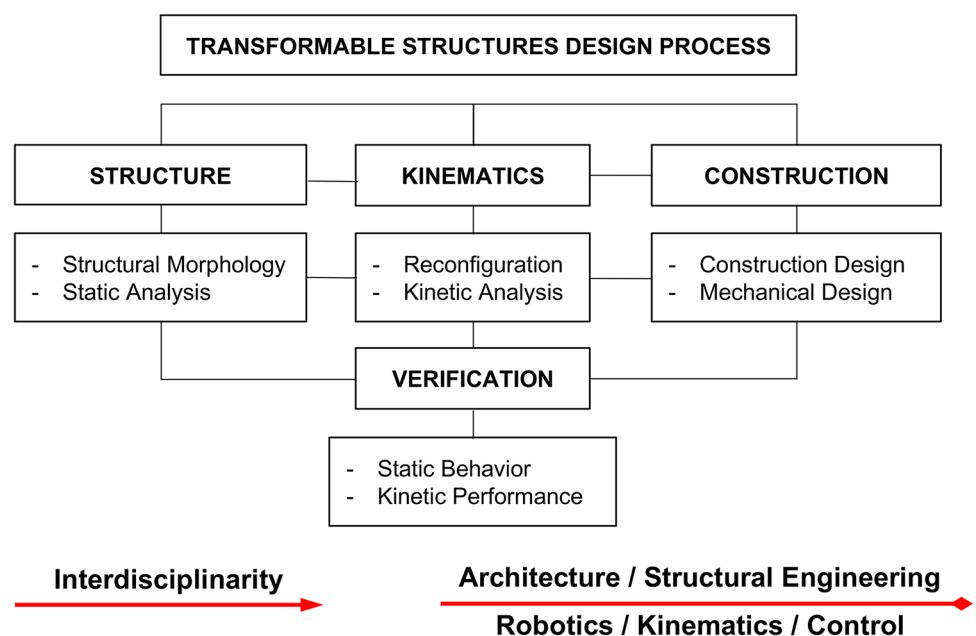 TRANSFORMABLE STRUCTURES DESIGN PROCESS
STRUCTURE
KINEMATICS
CONSTRUCTION
- Structural Morphology
- Static Analysis
- Reconfiguration
- Kinetic Analysis
- Construction Design
- Mechanical Design
VERIFICATION
- Static Behavior
- Kinetic Performance
Interdisciplinarity
Architecture / Structural Engineering
Robotics / Kinematics / Control